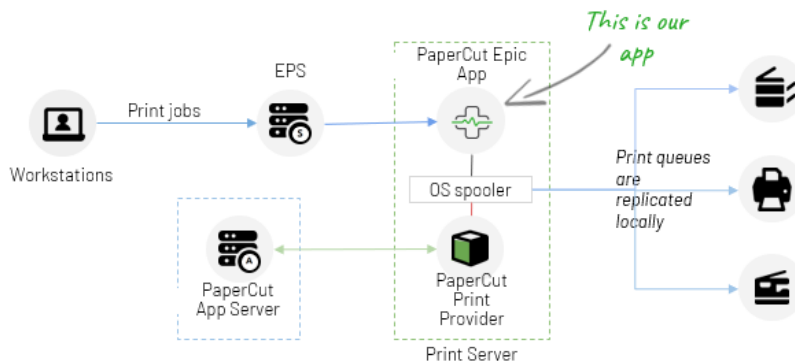 This is our
app
PaperCut Epic
App
EPS
Print jobs
S
Workstations
OS spooler
Print queues
are
replicated
locally
A
PaperCut
App Server
PaperCut
Print
Provider
Print Server